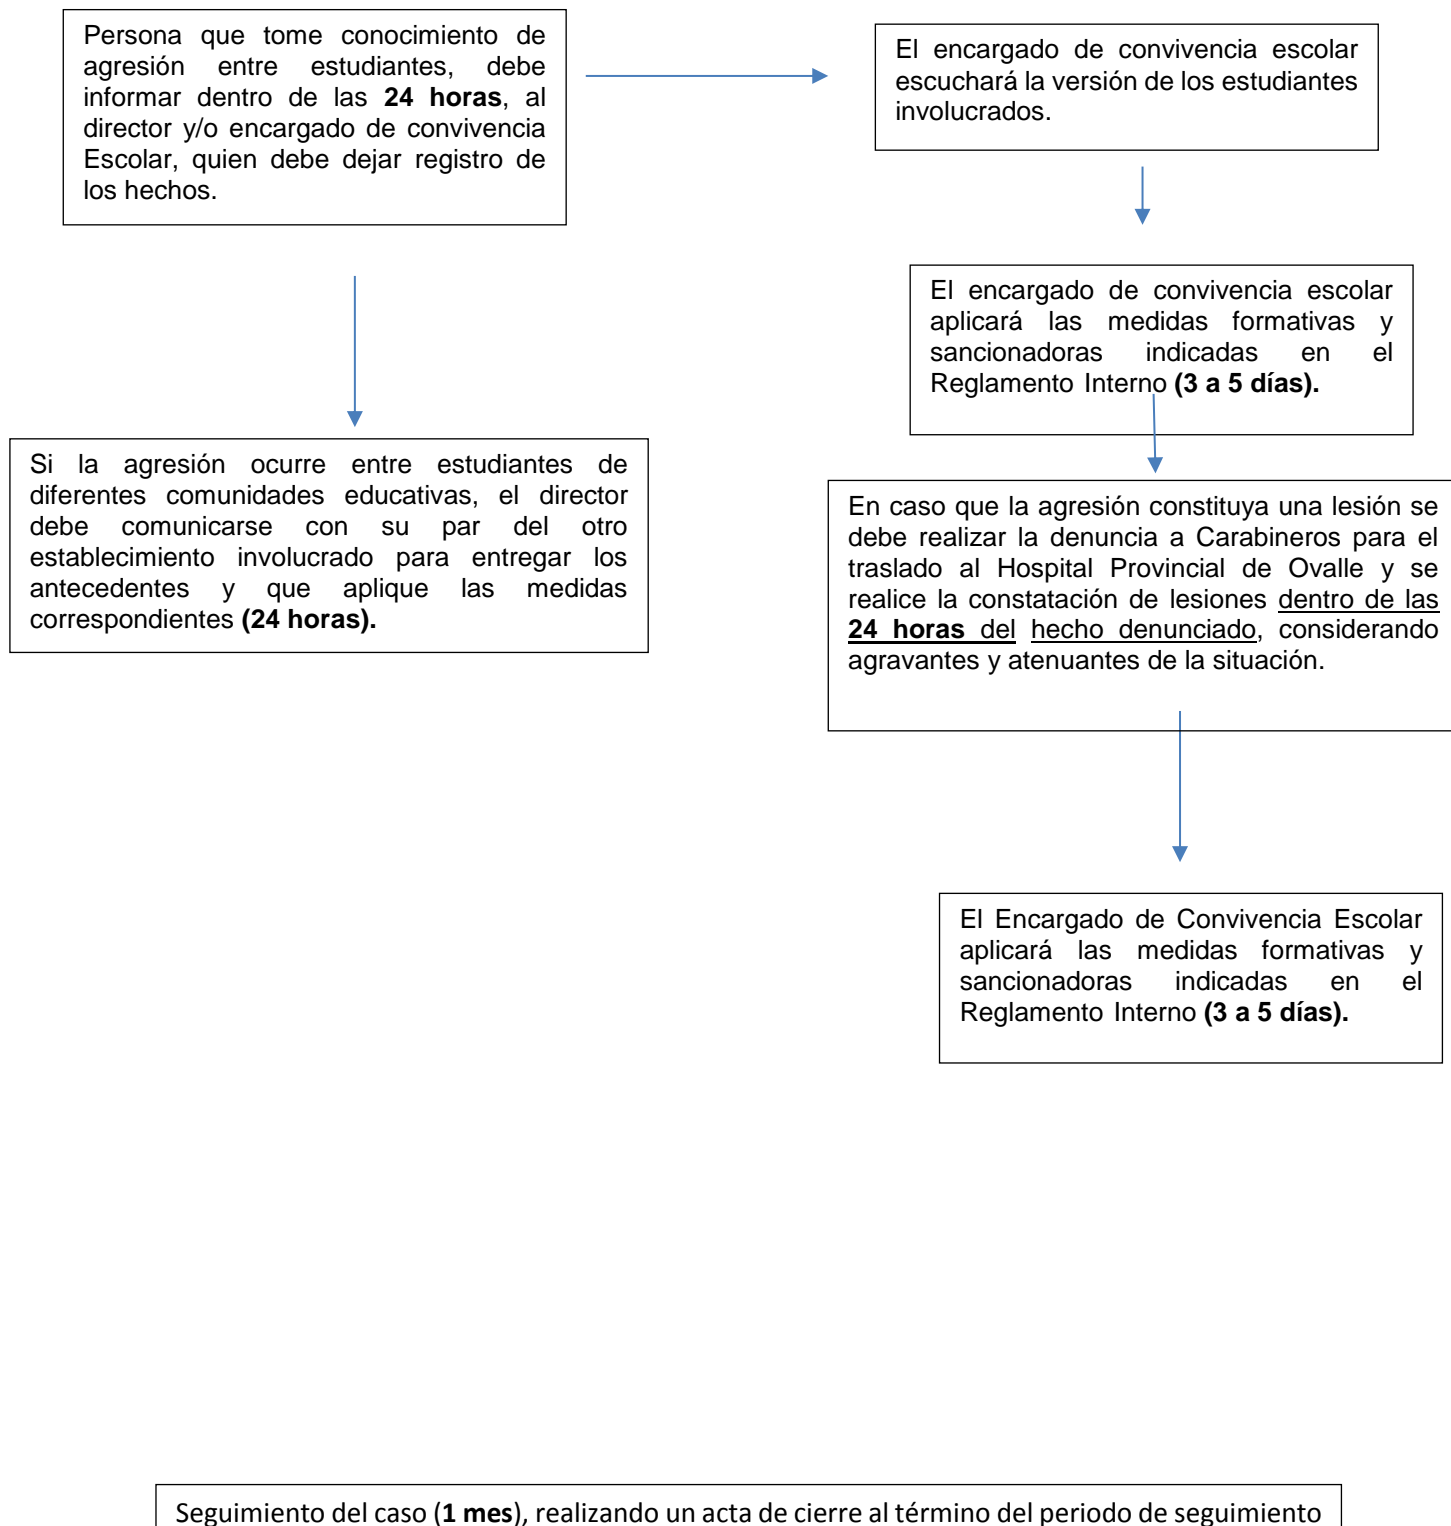 Persona que tome conocimiento de
agresión entre estudiantes, debe
informar dentro de las 24 horas, al
director y/o encargado de convivencia
Escolar, quien debe dejar registro de
los hechos.
El encargado de convivencia escolar
escuchará la versión de los estudiantes
involucrados.
El encargado de convivencia escolar
aplicará las medidas formativas y
sancionadoras indicadas en el
Reglamento Interno (3 a 5 días).
Si la agresión ocurre entre estudiantes de
diferentes comunidades educativas, el director
debe comunicarse con su par del otro
establecimiento involucrado para entregar los
antecedentes y que aplique las medidas
correspondientes (24 horas).
En caso que la agresión constituya una lesión se
debe realizar la denuncia a Carabineros para el
traslado al Hospital Provincial de Ovalle y se
realice la constatación de lesiones dentro de las
24 horas del hecho denunciado, considerando
agravantes y atenuantes de la situación.
El Encargado de Convivencia Escolar
aplicará las medidas formativas y
sancionadoras indicadas en el
Reglamento Interno (3 a 5 días).
Seguimiento del caso (1 mes), realizando un acta de cierre al término del periodo de seguimiento